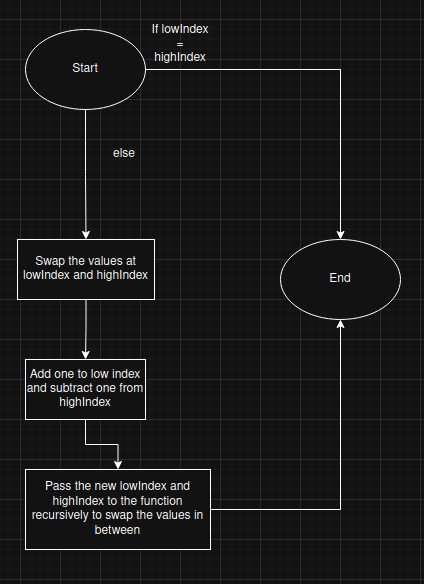 If lowIndex
=
highIndex
Start
else
Swap the values at
lowIndex and highIndex
End
Add one to low index
and subtract one from
highIndex
Pass the new lowIndex and
highIndex to the function
recursively to swap the values in
between